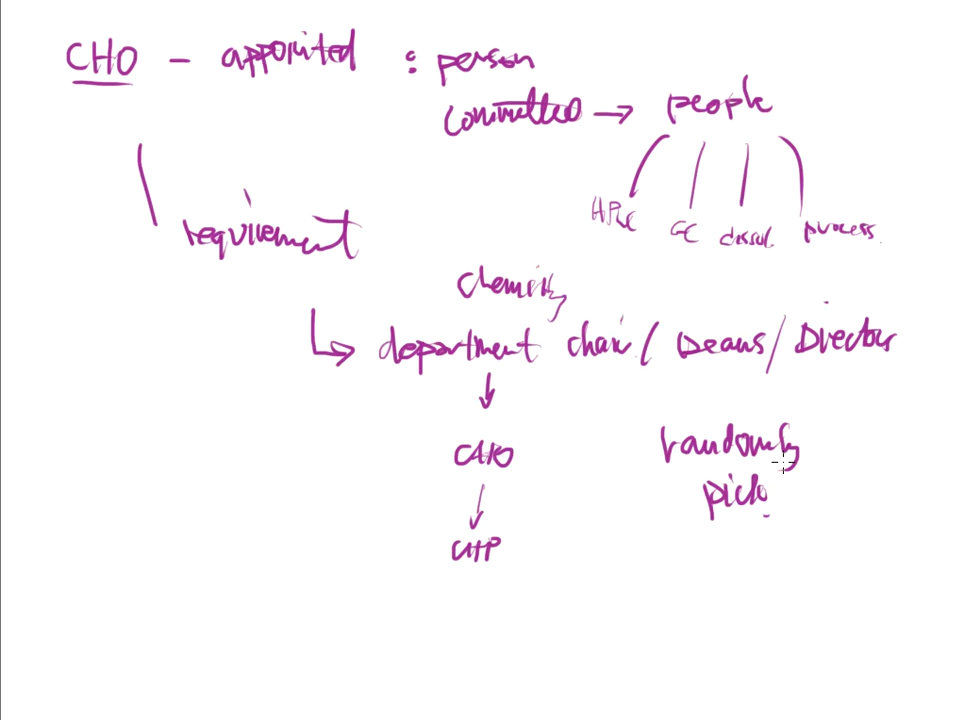 CHO - appointed : person
committee → people
HPLC GC dissol. process.
requirement
Chemistry
department chair / Deans / Director
CHO
randomly
pick
CHP